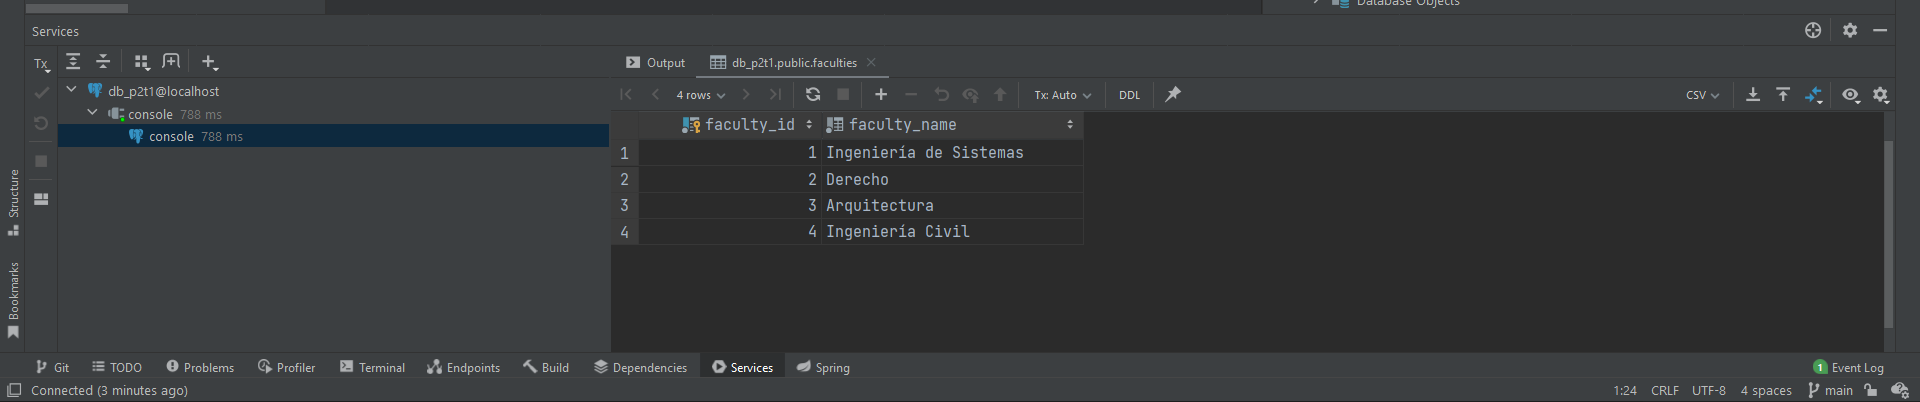 Database Objects
Services
Tx
Output
db_p2t1.public.faculties
db_p2t1@localhost
4 rows
Tx: Auto
DDL
CSV
console 788 ms
console 788 ms
faculty_id
faculty_name
1 1 Ingeniería de Sistemas
2 2 Derecho
3 3 Arquitectura
4 4 Ingeniería Civil
Structure
Bookmarks
Git
TODO
Problems
Profiler
Terminal
Endpoints
Build
Dependencies
Services
Spring
1 Event Log
Connected (3 minutes ago)
1:24
CRLF
UTF-8
4 spaces
main